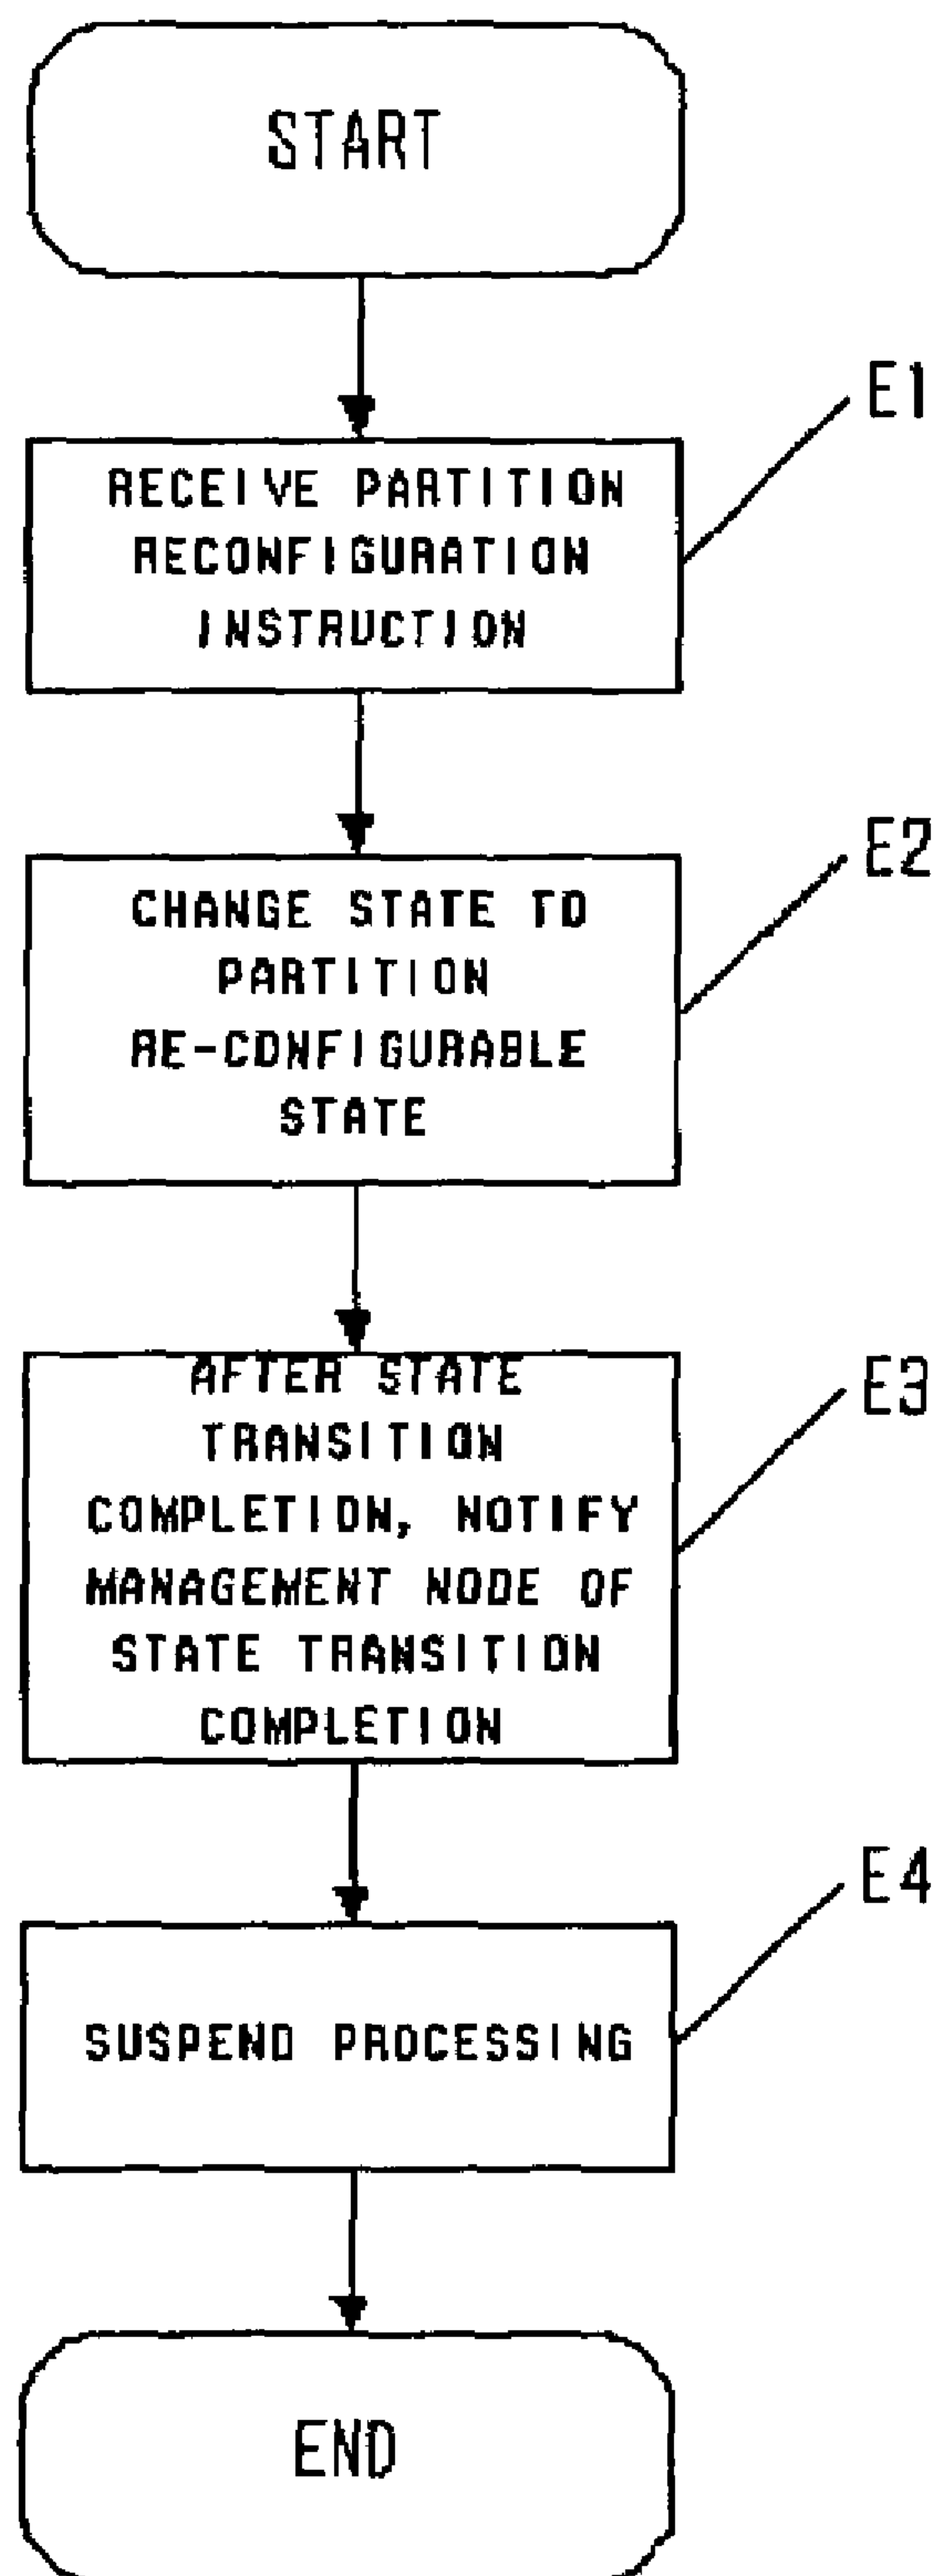 START
E1
RECEIVE PARTITION
RECONFIGURATION
INSTRUCTION
E2
CHANGE STATE TO
PARTITION
RE-CONFIGURABLE
STATE
E3
AFTER STATE
TRANSITION
COMPLETION, NOTIFY
MANAGEMENT NODE OF
STATE TRANSITION
COMPLETION
E4
SUSPEND PROCESSING
END